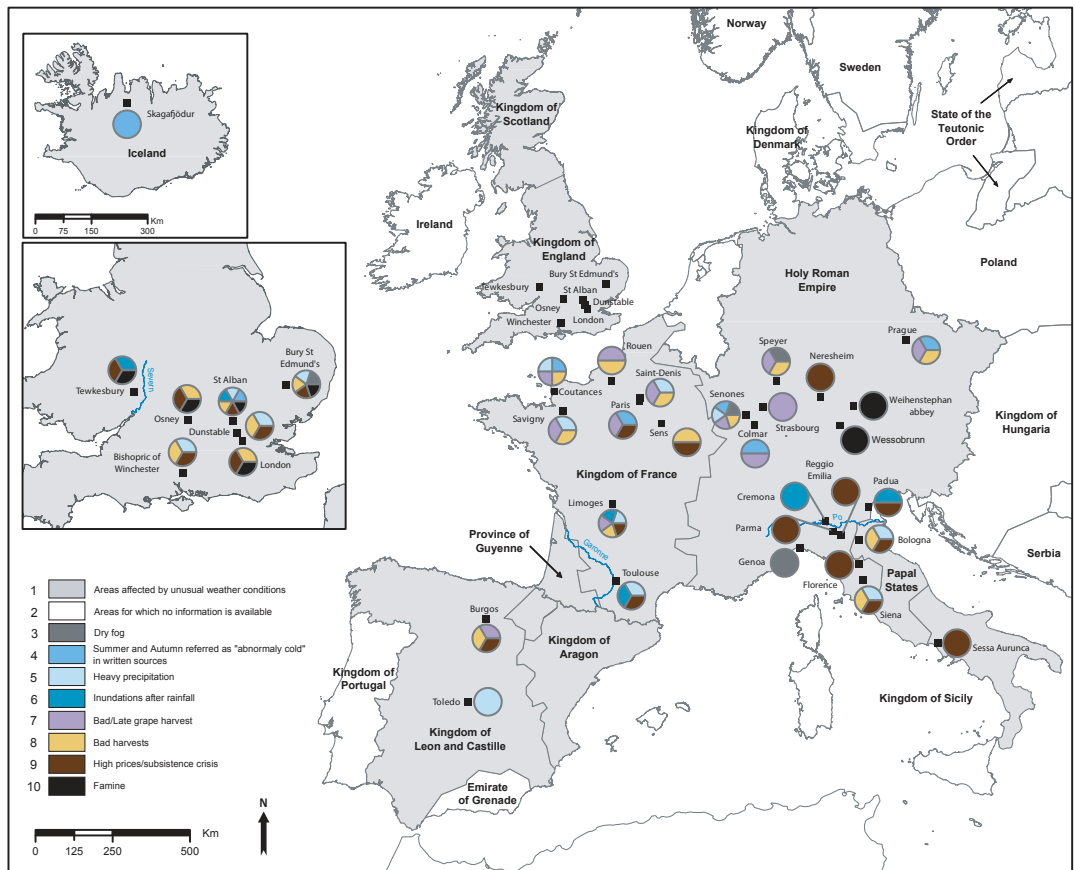 Skagafjödur
Iceland
Km
0 75 150 300
Severn
Tewkesbury
Osney
St Alban
Bury St
Edmund's
Dunstable
Bishopric of
Winchester
London
1 Areas affected by unusual weather conditions
2 Areas for which no information is available
3 Dry fog
4 Summer and Autumn referred as "abnormaly cold"
in written sources
5 Heavy precipitation
6 Inundations after rainfall
7 Bad/Late grape harvest
8 Bad harvests
9 High prices/subsistence crisis
10 Famine
Km
0 125 250 500
N
Norway
Sweden
Kingdom of
Scotland
Kingdom of
Denmark
State of the
Teutonic
Order
Ireland
Kingdom of
England
Bury St Edmund's
Tewkesbury
St Alban
Osney
Dunstable
Winchester
London
Holy Roman
Empire
Poland
Prague
Rouen
Speyer
Neresheim
Saint-Denis
Coutances
Senones
Weihenstephan
abbey
Paris
Savigny
Sens
Colmar
Strasbourg
Wessobrunn
Kingdom of
Hungary
Kingdom of France
Reggio
Emilia
Cremona
Padua
Limoges
Po
Parma
Bologna
Province of
Guyenne
Garonne
Genoa
Serbia
Toulouse
Florence
Papal
States
Siena
Burgos
Kingdom of
Aragon
Sessa Aurunca
Kingdom of
Portugal
Toledo
Kingdom of Sicily
Kingdom of
Leon and Castille
Emirate
of Grenade